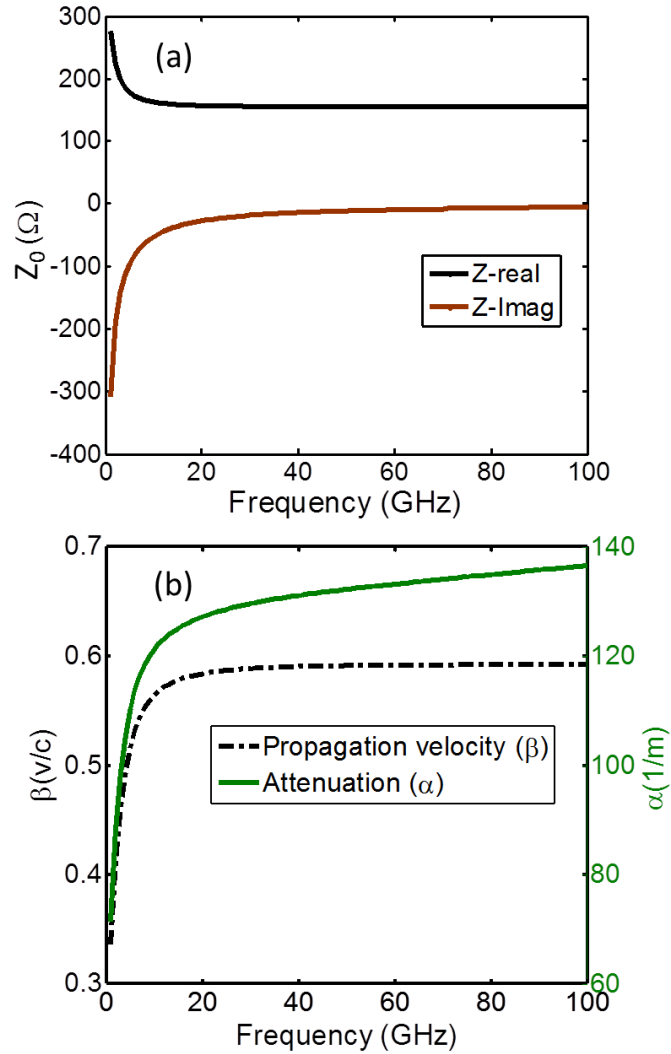 300
(a)
200
100
0
-100
-200
-300
-400
Z0 (Ω)
Z-real
Z-Imag
0 20 40 60 80 100
Frequency (GHz)
0.7 140
(b)
0.6 120
0.5 100
0.4 80
0.3 60
β(v/c)
α(1/m)
Propagation velocity (β)
Attenuation (α)
0 20 40 60 80 100
Frequency (GHz)